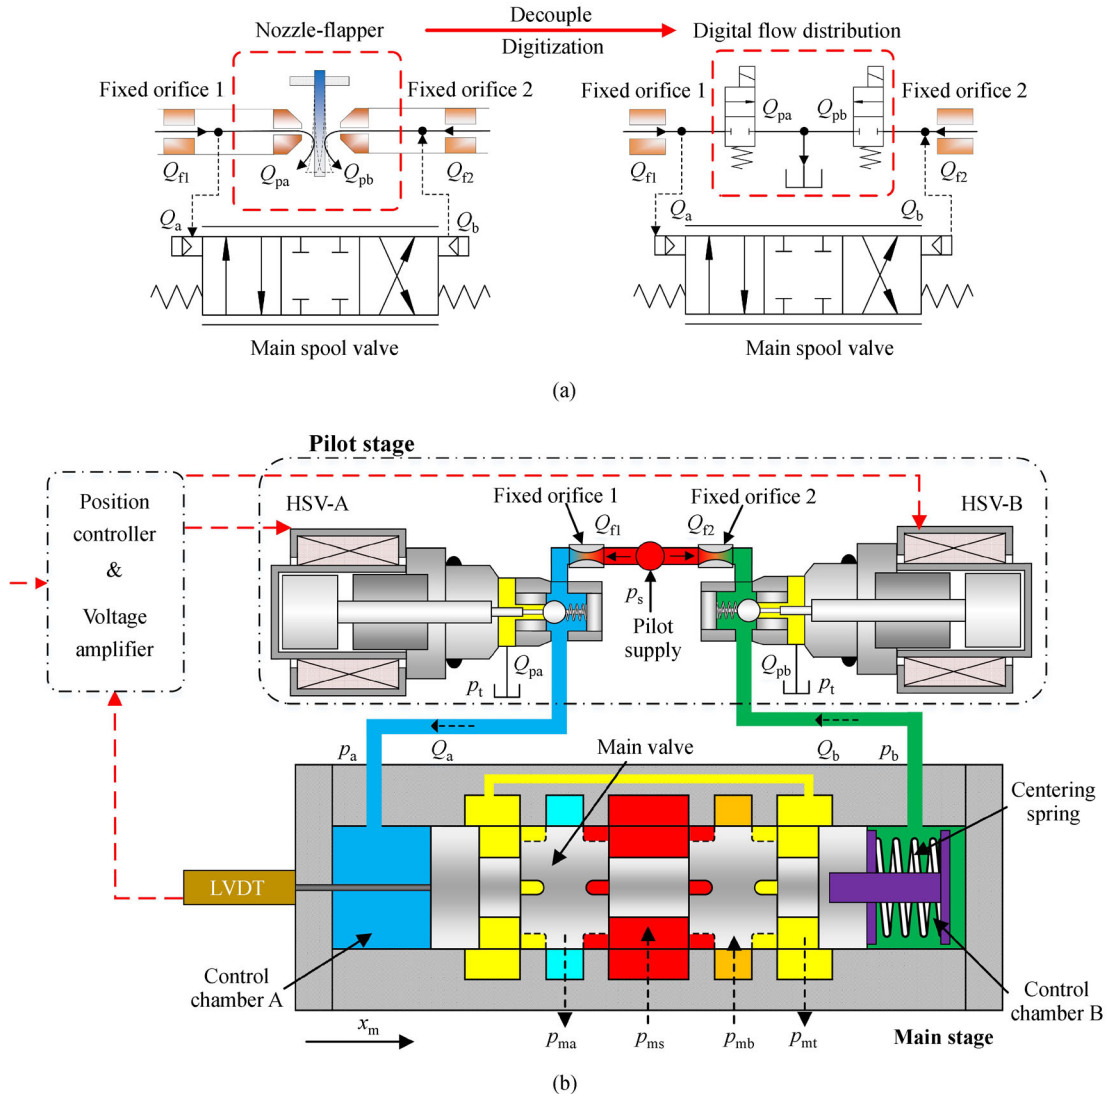 Decouple
Nozzle-flapper
Digital flow distribution
Digitization
Fixed orifice 1
Fixed orifice 2
Fixed orifice 1
Fixed orifice 2
Qpa
Qpb
Qf1
Qpa
Qpb
Qf2
Qf1
Qf2
Qa
Qb
Qa
Qb
Main spool valve
Main spool valve
(a)
Pilot stage
Position
controller
&
Voltage
amplifier
HSV-A
Fixed orifice 1
Fixed orifice 2
HSV-B
Qf1
Qf2
ps
Pilot
supply
Qpa
Qpb
pt
pt
pa
Qa
Main valve
Qb
pb
Centering
spring
LVDT
Control
chamber A
Control
chamber B
xm
pma
pms
pmb
pmt
Main stage
(b)